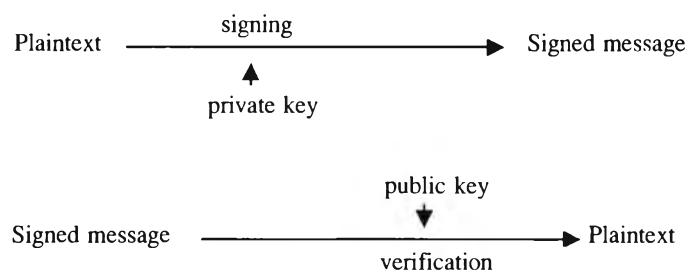 signing
Plaintext Signed message
private key
public key
Signed message Plaintext
verification